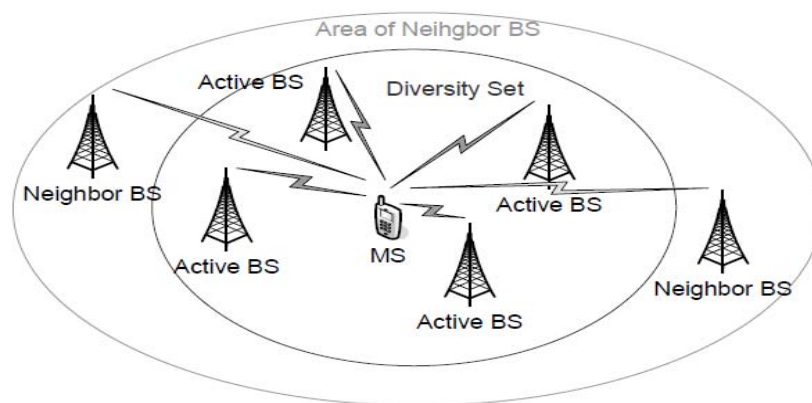 Area of Neihgbor BS
Active BS
Diversity Set
Neighbor BS
Active BS
Active BS
MS
Neighbor BS
Active BS